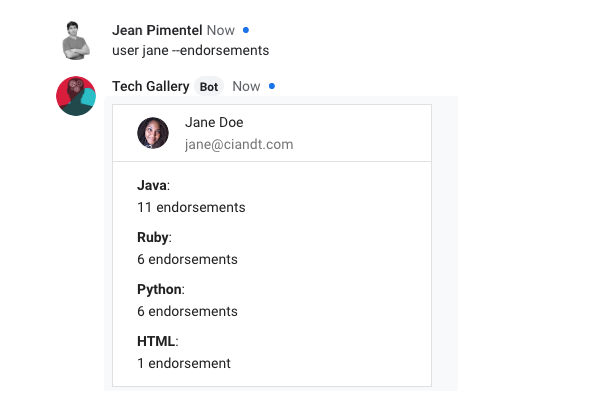 Jean Pimentel Now
user jane --endorsements
Tech Gallery Bot Now
Jane Doe
jane@ciandt.com
Java:
11 endorsements
Ruby:
6 endorsements
Python:
6 endorsements
HTML:
1 endorsement